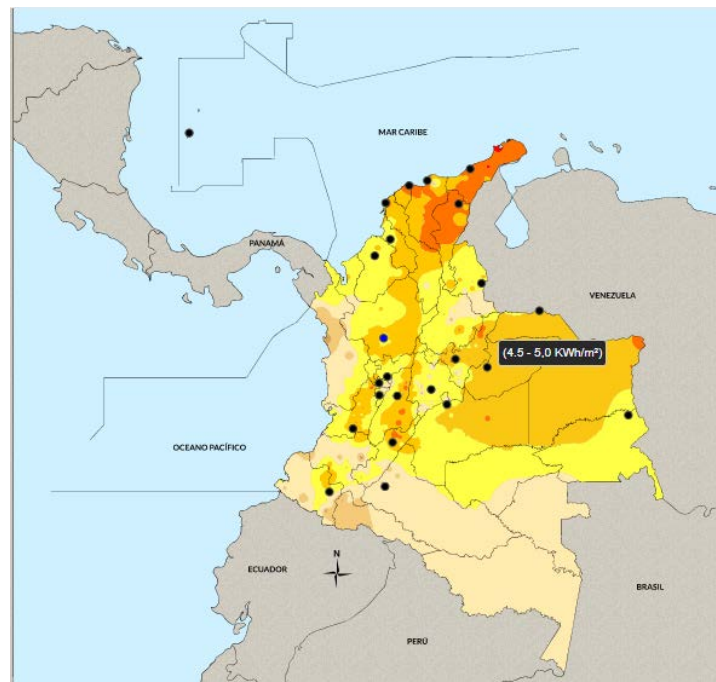 MAR CARIBE
PANAMÁ
VENEZUELA
(4.5 - 5,0 KWh/m²)
OCEANO PACÍFICO
N
ECUADOR
BRASIL
PERÚ